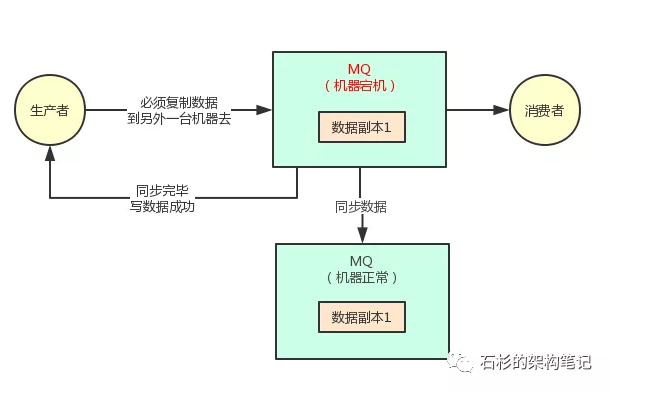 MQ
（机器宕机）
生产者
必须复制数据
到另外一台机器去
数据副本1
消费者
同步完毕
写数据成功
同步数据
MQ
（机器正常）
数据副本1
石杉的架构笔记